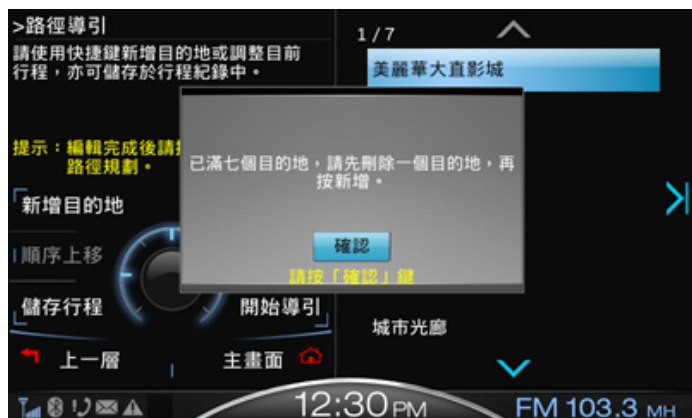 >路徑導引
請使用快捷鍵新增目的地或調整目前
行程，亦可儲存於行程紀錄中。
提示：編輯完成後請
路徑規劃。
新增目的地
順序上移
儲存行程
開始導引
上一層
主畫面
1/7
美麗華大直影城
城市光廊
已滿七個目的地，請先刪除一個目的地，再
按新增。
確認
請按「確認」鍵
12:30 PM
FM 103.3 MH